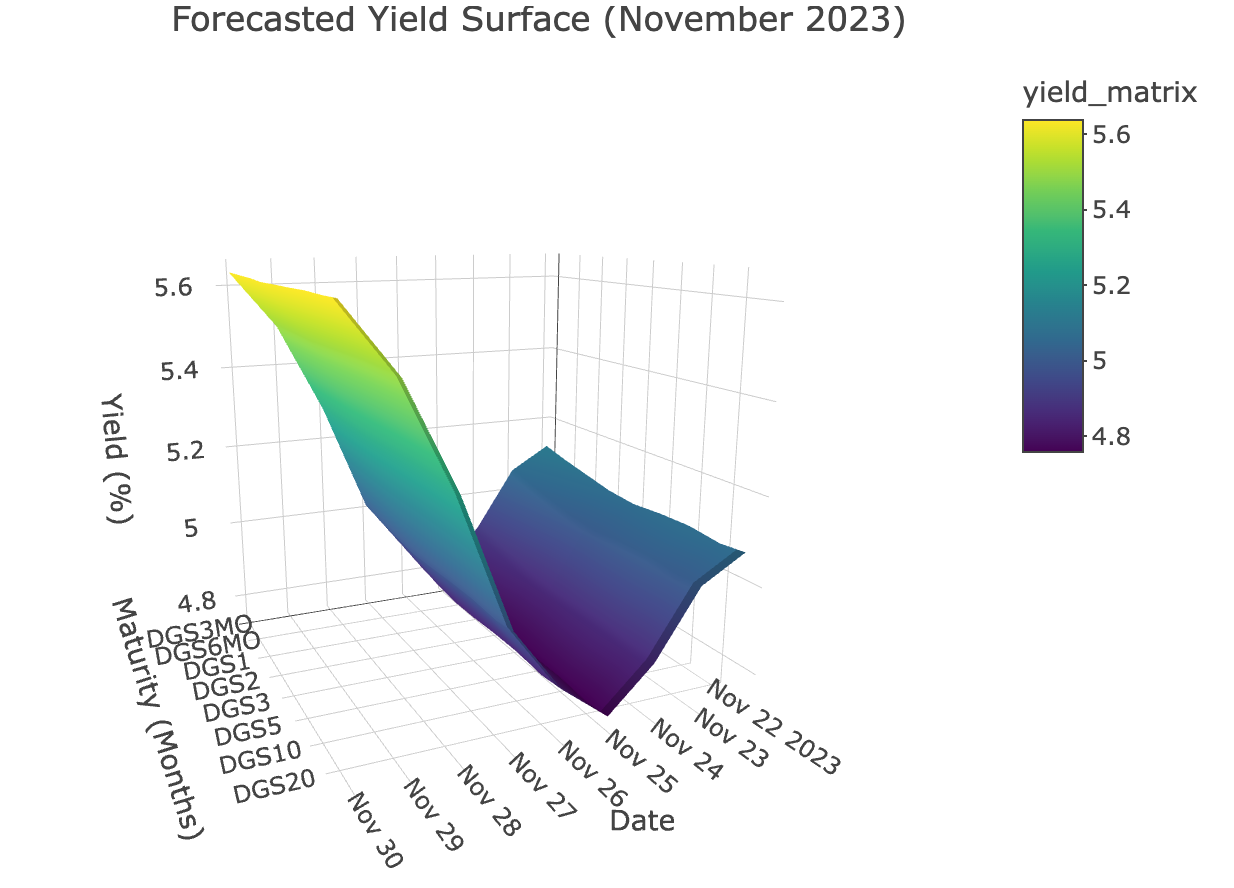 Forecasted Yield Surface (November 2023)
yield_matrix
5.6
5.4
5.2
5
4.8
Yield (%)
5.6
5.4
5.2
5
4.8
Maturity (Months)
DGS3MO
DGS6MO
DGS1
DGS2
DGS3
DGS5
DGS10
DGS20
Nov 22 2023
Nov 23
Nov 24
Nov 25
Nov 26
Nov 27
Nov 28
Nov 29
Nov 30
Date